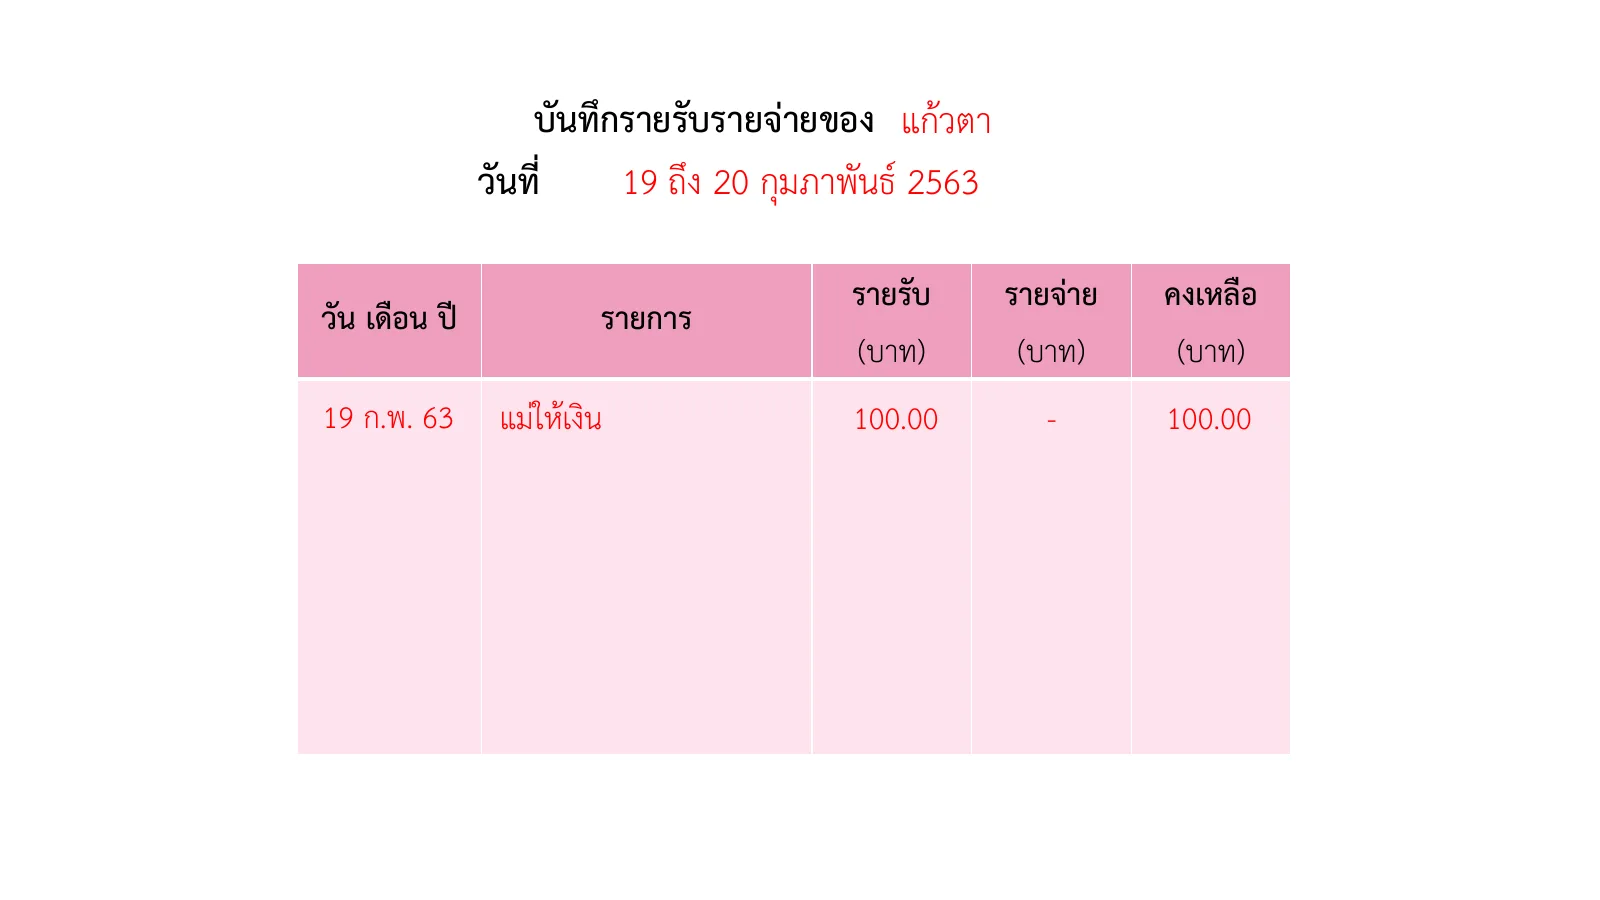 บันทึกรายรับรายจ่ายของ แก้วตา
วันที่ 19 ถึง 20 กุมภาพันธ์ 2563
วัน เดือน ปี รายการ รายรับ (บาท) รายจ่าย (บาท) คงเหลือ (บาท)
19 ก.พ. 63 แม่ให้เงิน 100.00 - 100.00